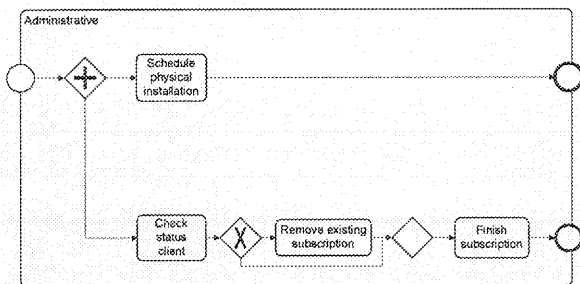 Administrative
Schedule
physical
installation
Check
status
client
X
Remove existing
subscription
Finish
subscription